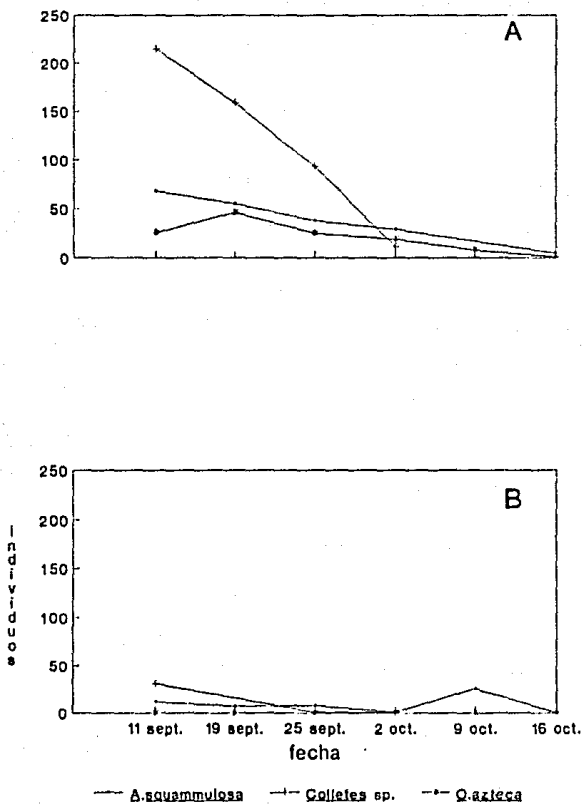 A
250
200
150
100
50
0
B
250
200
150
100
50
0
Individuos
11 sept. 19 sept. 25 sept. 2 oct. 9 oct. 16 oct.
fecha
A.squammulosa Colletes sp. O.azteca